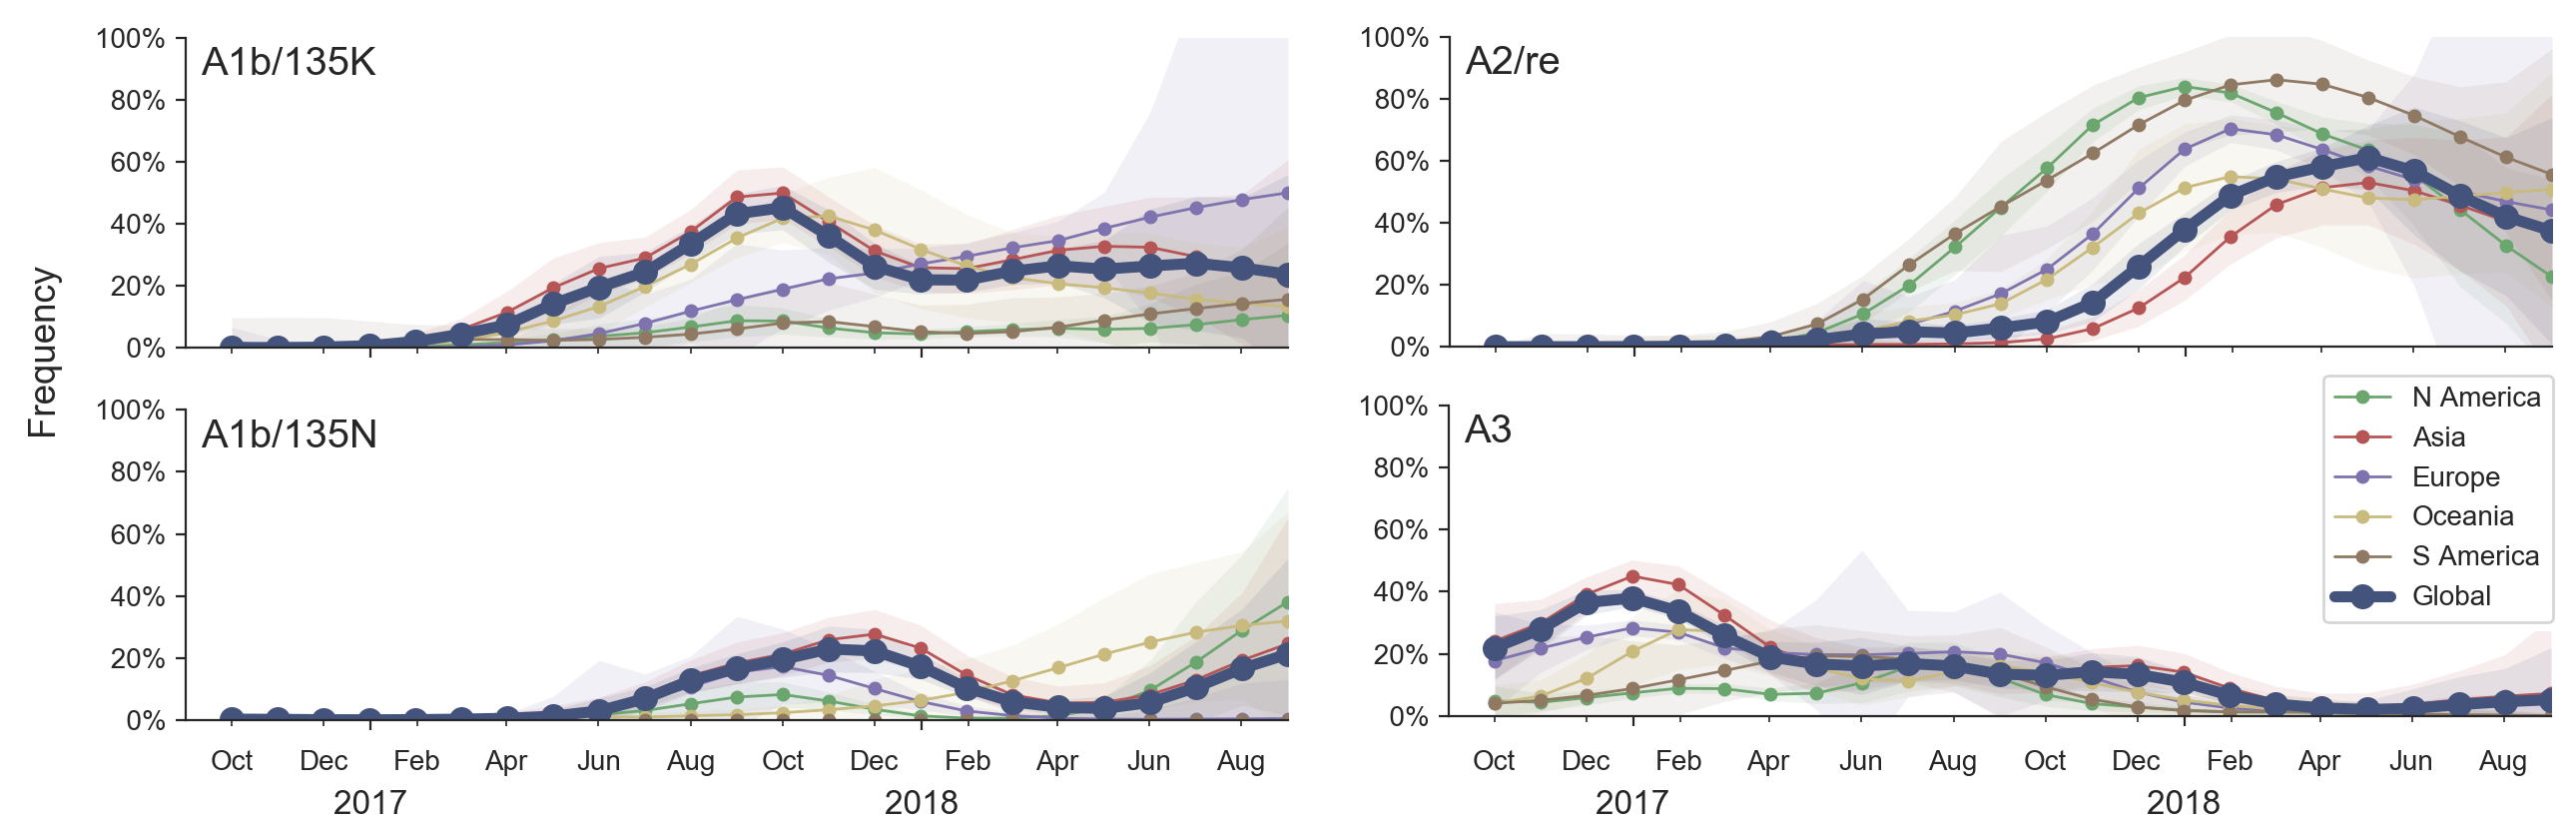 Frequency
A1b/135K
100%
80%
60%
40%
20%
0%
A2/re
100%
80%
60%
40%
20%
0%
A1b/135N
100%
80%
60%
40%
20%
0%
Oct Dec Feb Apr Jun Aug Oct Dec Feb Apr Jun Aug
2017 2018
A3
100%
80%
60%
40%
20%
0%
Oct Dec Feb Apr Jun Aug Oct Dec Feb Apr Jun Aug
2017 2018
N America
Asia
Europe
Oceania
S America
Global